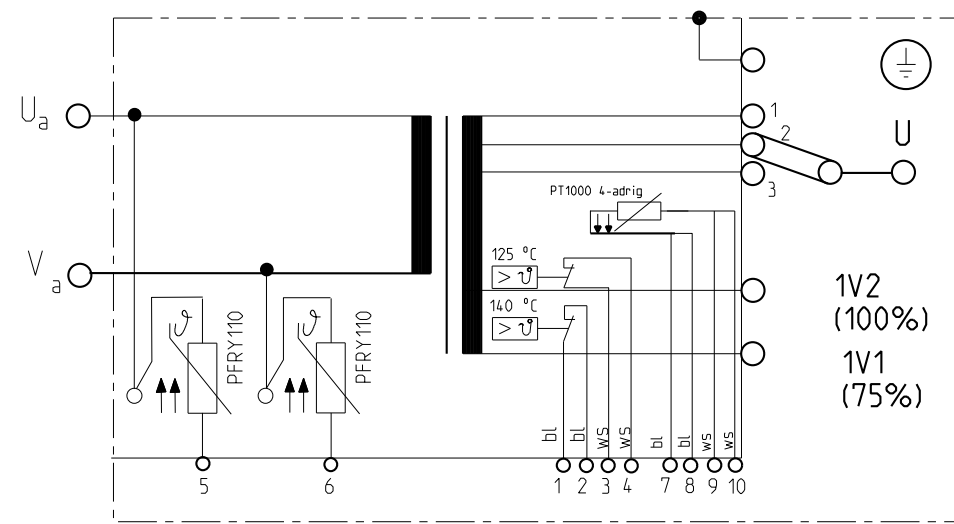 1
U
a
2
U
3
PT1000 4-adrig
V
a
125 °C
> ϑ
1V2
(100%)
140 °C
> ϑ
ϑ
PFRY110
ϑ
PFRY110
1V1
(75%)
bl
bl
ws
ws
bl
bl
ws
ws
5
6
1
2
3
4
7
8
9
10